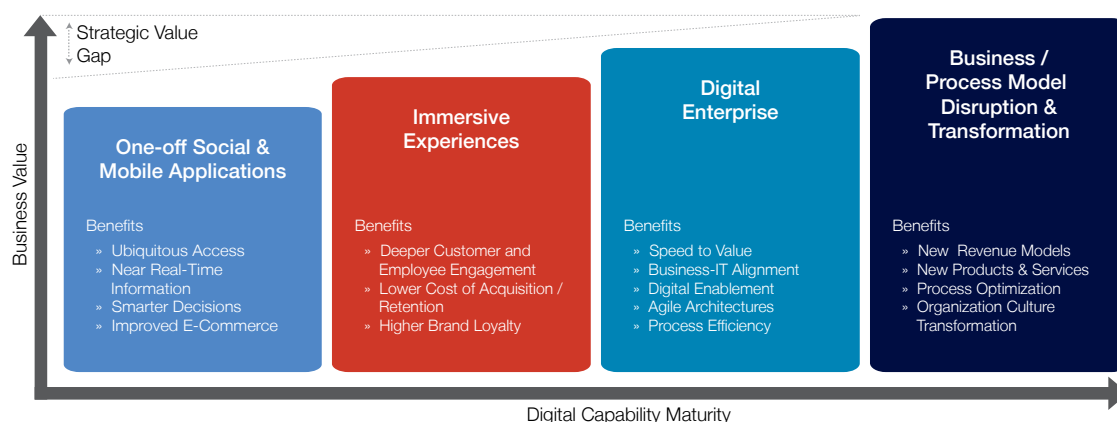 Strategic Value
Gap
Business Value
One-off Social &
Mobile Applications
Benefits
» Ubiquitous Access
» Near Real-Time
Information
» Smarter Decisions
» Improved E-Commerce
Immersive
Experiences
Benefits
» Deeper Customer and
Employee Engagement
» Lower Cost of Acquisition /
Retention
» Higher Brand Loyalty
Digital
Enterprise
Benefits
» Speed to Value
» Business-IT Alignment
» Digital Enablement
» Agile Architectures
» Process Efficiency
Business /
Process Model
Disruption &
Transformation
Benefits
» New Revenue Models
» New Products & Services
» Process Optimization
» Organization Culture
Transformation
Digital Capability Maturity